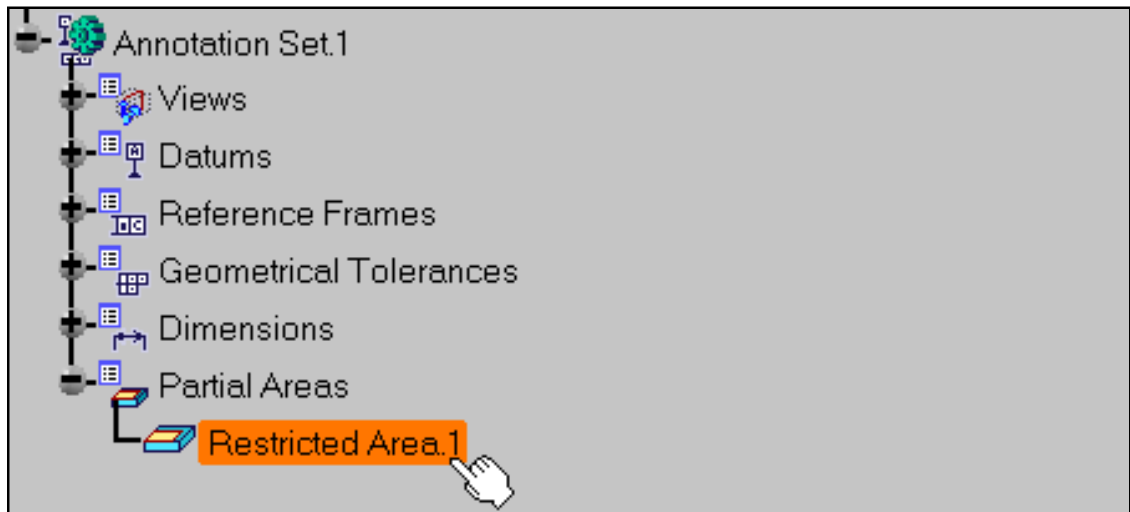 Annotation Set.1
Views
Datums
Reference Frames
Geometrical Tolerances
Dimensions
Partial Areas
Restricted Area.1